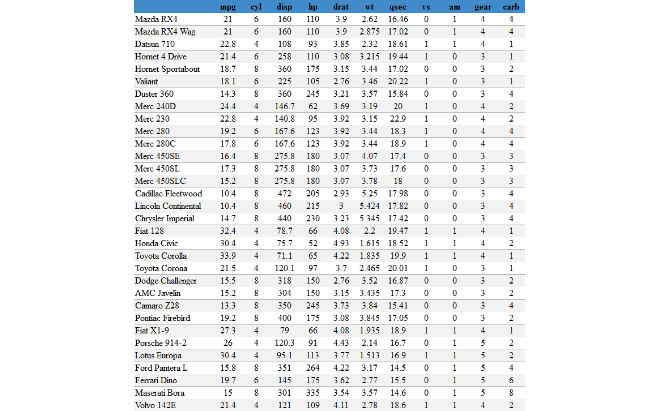 mpg cyl disp hp drat wt qsec vs am gear carb
Mazda RX4 21 6 160 110 3.9 2.62 16.46 0 1 4 4
Mazda RX4 Wag 21 6 160 110 3.9 2.875 17.02 0 1 4 4
Datsun 710 22.8 4 108 93 3.85 2.32 18.61 1 1 4 1
Hornet 4 Drive 21.4 6 258 110 3.08 3.215 19.44 1 0 3 1
Hornet Sportabout 18.7 8 360 175 3.15 3.44 17.02 0 0 3 2
Valiant 18.1 6 225 105 2.76 3.46 20.22 1 0 3 1
Duster 360 14.3 8 360 245 3.21 3.57 15.84 0 0 3 4
Merc 240D 24.4 4 146.7 62 3.69 3.19 20 1 0 4 2
Merc 230 22.8 4 140.8 95 3.92 3.15 22.9 1 0 4 2
Merc 280 19.2 6 167.6 123 3.92 3.44 18.3 1 0 4 4
Merc 280C 17.8 6 167.6 123 3.92 3.44 18.9 1 0 4 4
Merc 450SE 16.4 8 275.8 180 3.07 4.07 17.4 0 0 3 3
Merc 450SL 17.3 8 275.8 180 3.07 3.73 17.6 0 0 3 3
Merc 450SLC 15.2 8 275.8 180 3.07 3.78 18 0 0 3 3
Cadillac Fleetwood 10.4 8 472 205 2.93 5.25 17.98 0 0 3 4
Lincoln Continental 10.4 8 460 215 3 5.424 17.82 0 0 3 4
Chrysler Imperial 14.7 8 440 230 3.23 5.345 17.42 0 0 3 4
Fiat 128 32.4 4 78.7 66 4.08 2.2 19.47 1 1 4 1
Honda Civic 30.4 4 75.7 52 4.93 1.615 18.52 1 1 4 2
Toyota Corolla 33.9 4 71.1 65 4.22 1.835 19.9 1 1 4 1
Toyota Corona 21.5 4 120.1 97 3.7 2.465 20.01 1 0 3 1
Dodge Challenger 15.5 8 318 150 2.76 3.52 16.87 0 0 3 2
AMC Javelin 15.2 8 304 150 3.15 3.435 17.3 0 0 3 2
Camaro Z28 13.3 8 350 245 3.73 3.84 15.41 0 0 3 4
Pontiac Firebird 19.2 8 400 175 3.08 3.845 17.05 0 0 3 2
Fiat X1-9 27.3 4 79 66 4.08 1.935 18.9 1 1 4 1
Porsche 914-2 26 4 120.3 91 4.43 2.14 16.7 0 1 5 2
Lotus Europa 30.4 4 95.1 113 3.77 1.513 16.9 1 1 5 2
Ford Pantera L 15.8 8 351 264 4.22 3.17 14.5 0 1 5 4
Ferrari Dino 19.7 6 145 175 3.62 2.77 15.5 0 1 5 6
Maserati Bora 15 8 301 335 3.54 3.57 14.6 0 1 5 8
Volvo 142E 21.4 4 121 109 4.11 2.78 18.6 1 1 4 2